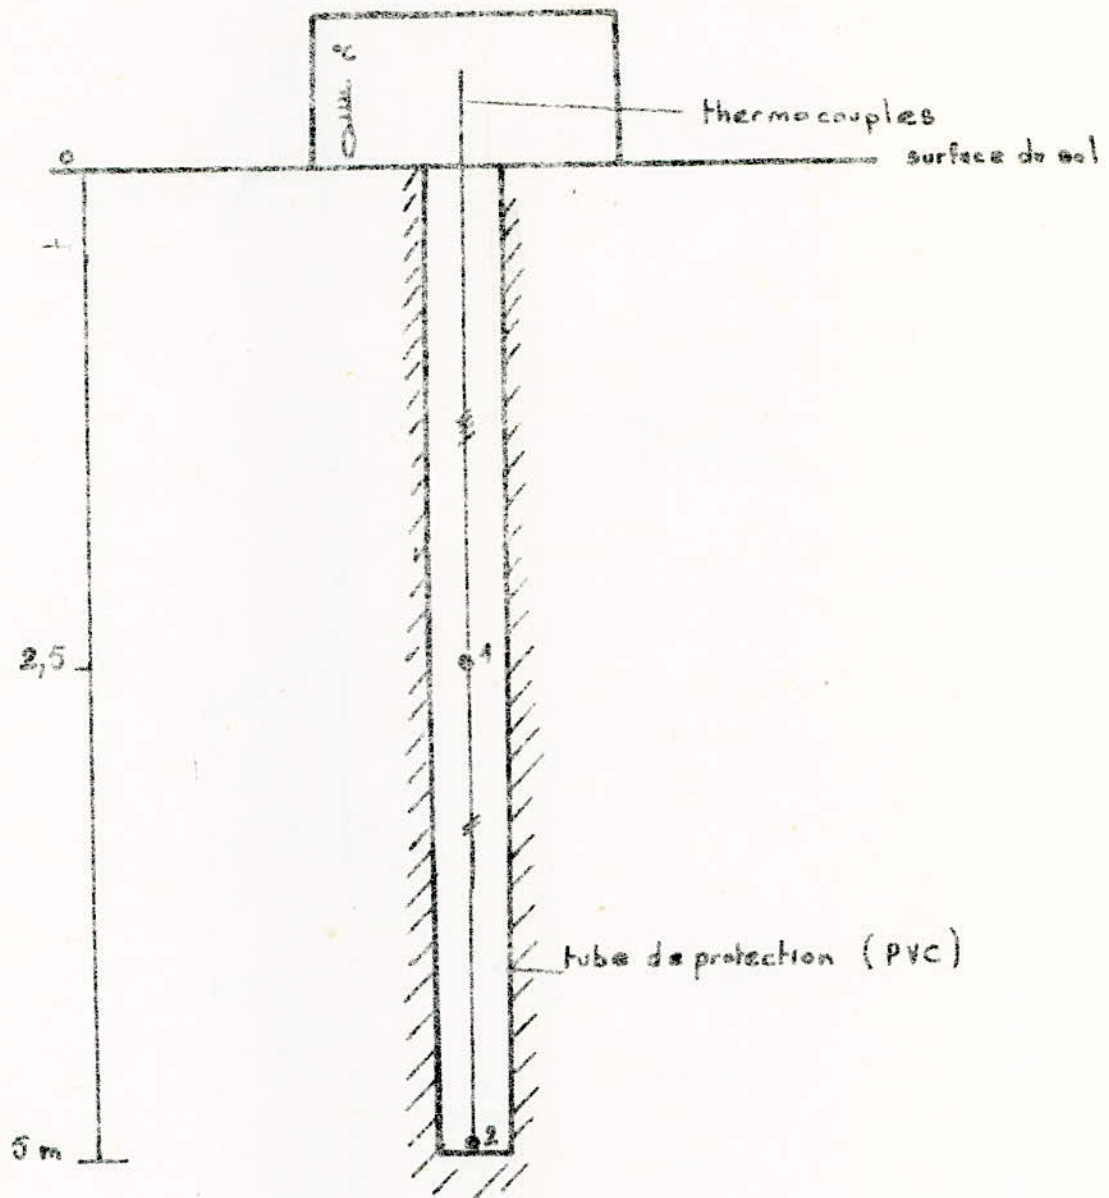 thermocouples
0
surface du sol
2,5
1
tube de protection (PVC)
2
5 m